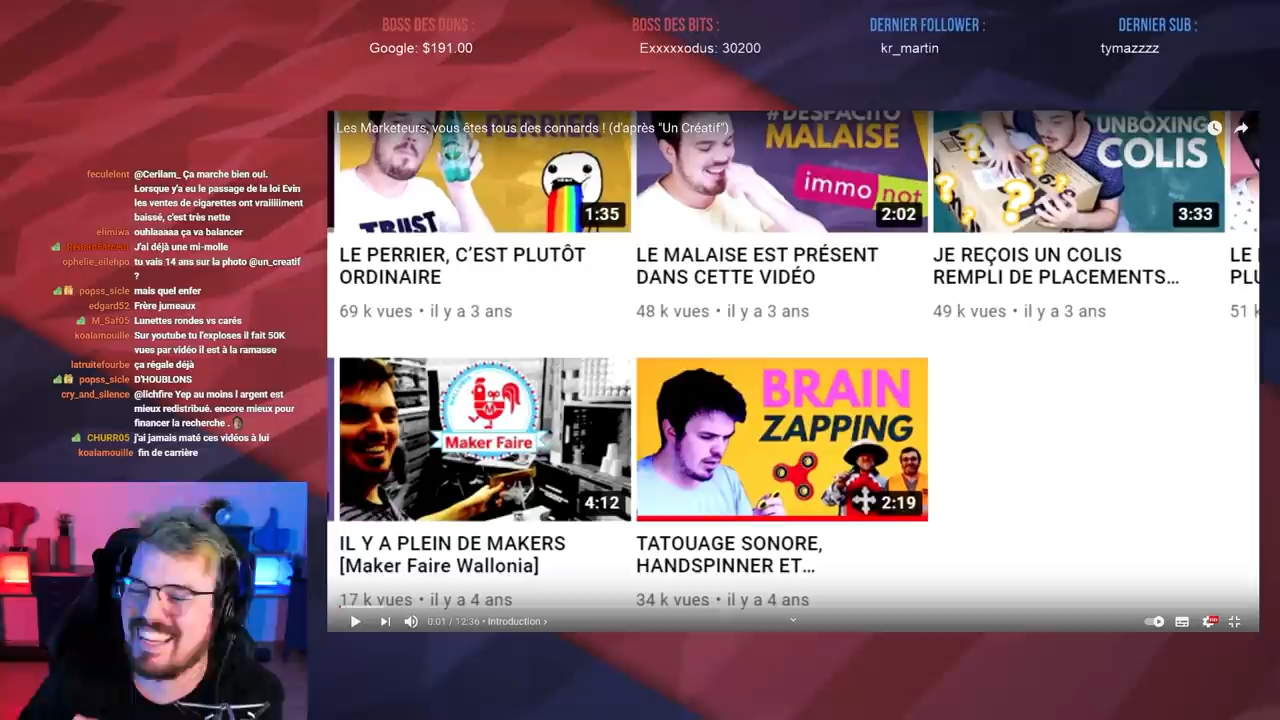 BOSS DES DONS :
Google: $191.00
BOSS DES BITS :
Exxxxxodus: 30200
DERNIER FOLLOWER :
kr_martin
DERNIER SUB :
tymazzzz
feculelent @Cerilam_ Ça marche bien oui.
Lorsque y'a eu le passage de la loi Evin
les ventes de cigarettes ont vraiiiiiment
baissé, c'est très nette
elimiwa ouhlaaaaa ça va balancer
J'ai déjà une mi-molle
ophelie_eilehpo tu vais 14 ans sur la photo @un_creatif
?
popss_sicle mais quel enfer
edgard52 Frère jumeaux
M_Saf05 Lunettes rondes vs carés
koalamouille Sur youtube tu l'exploses il fait 50K
vues par vidéo il est à la ramasse
latruitefourbe ça régale déjà
popss_sicle D'HOUBLONS
cry_and_silence @lichfire Yep au moins l argent est
mieux redistribué. encore mieux pour
financer la recherche .
CHURR05 j'ai jamais maté ces vidéos à lui
koalamouille fin de carrière
Les Marketeurs, vous êtes tous des connards ! (d'après "Un Créatif")
PERRIER
TRUST
1:35
LE PERRIER, C'EST PLUTÔT
ORDINAIRE
69 k vues • il y a 3 ans
#DESPACITO
MALAISE
immo not
2:02
LE MALAISE EST PRÉSENT
DANS CETTE VIDÉO
48 k vues • il y a 3 ans
UNBOXING
COLIS
3:33
JE REÇOIS UN COLIS
REMPLI DE PLACEMENTS...
49 k vues • il y a 3 ans
LE
PLU
51 k
Maker Faire
4:12
IL Y A PLEIN DE MAKERS
[Maker Faire Wallonia]
17 k vues • il y a 4 ans
BRAIN
ZAPPING
2:19
TATOUAGE SONORE,
HANDSPINNER ET...
34 k vues • il y a 4 ans
0:01 / 12:36 • Introduction ›
HD